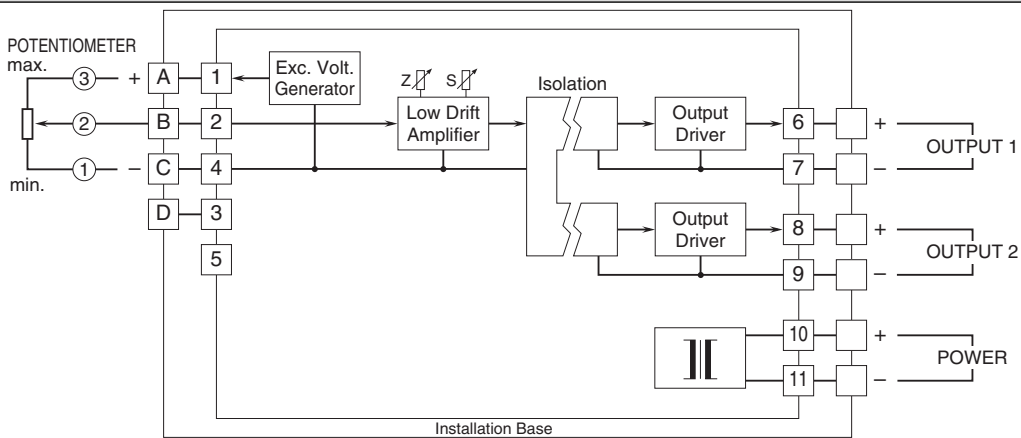 POTENTIOMETER
max.
3 + A 1
Exc. Volt.
Generator
Z S
Low Drift
Amplifier
Isolation
Output
Driver
6 +
OUTPUT 1
7 −
2 B 2
1 − C 4
min.
D 3
5
Output
Driver
8 +
OUTPUT 2
9 −
10 +
POWER
11 −
Installation Base